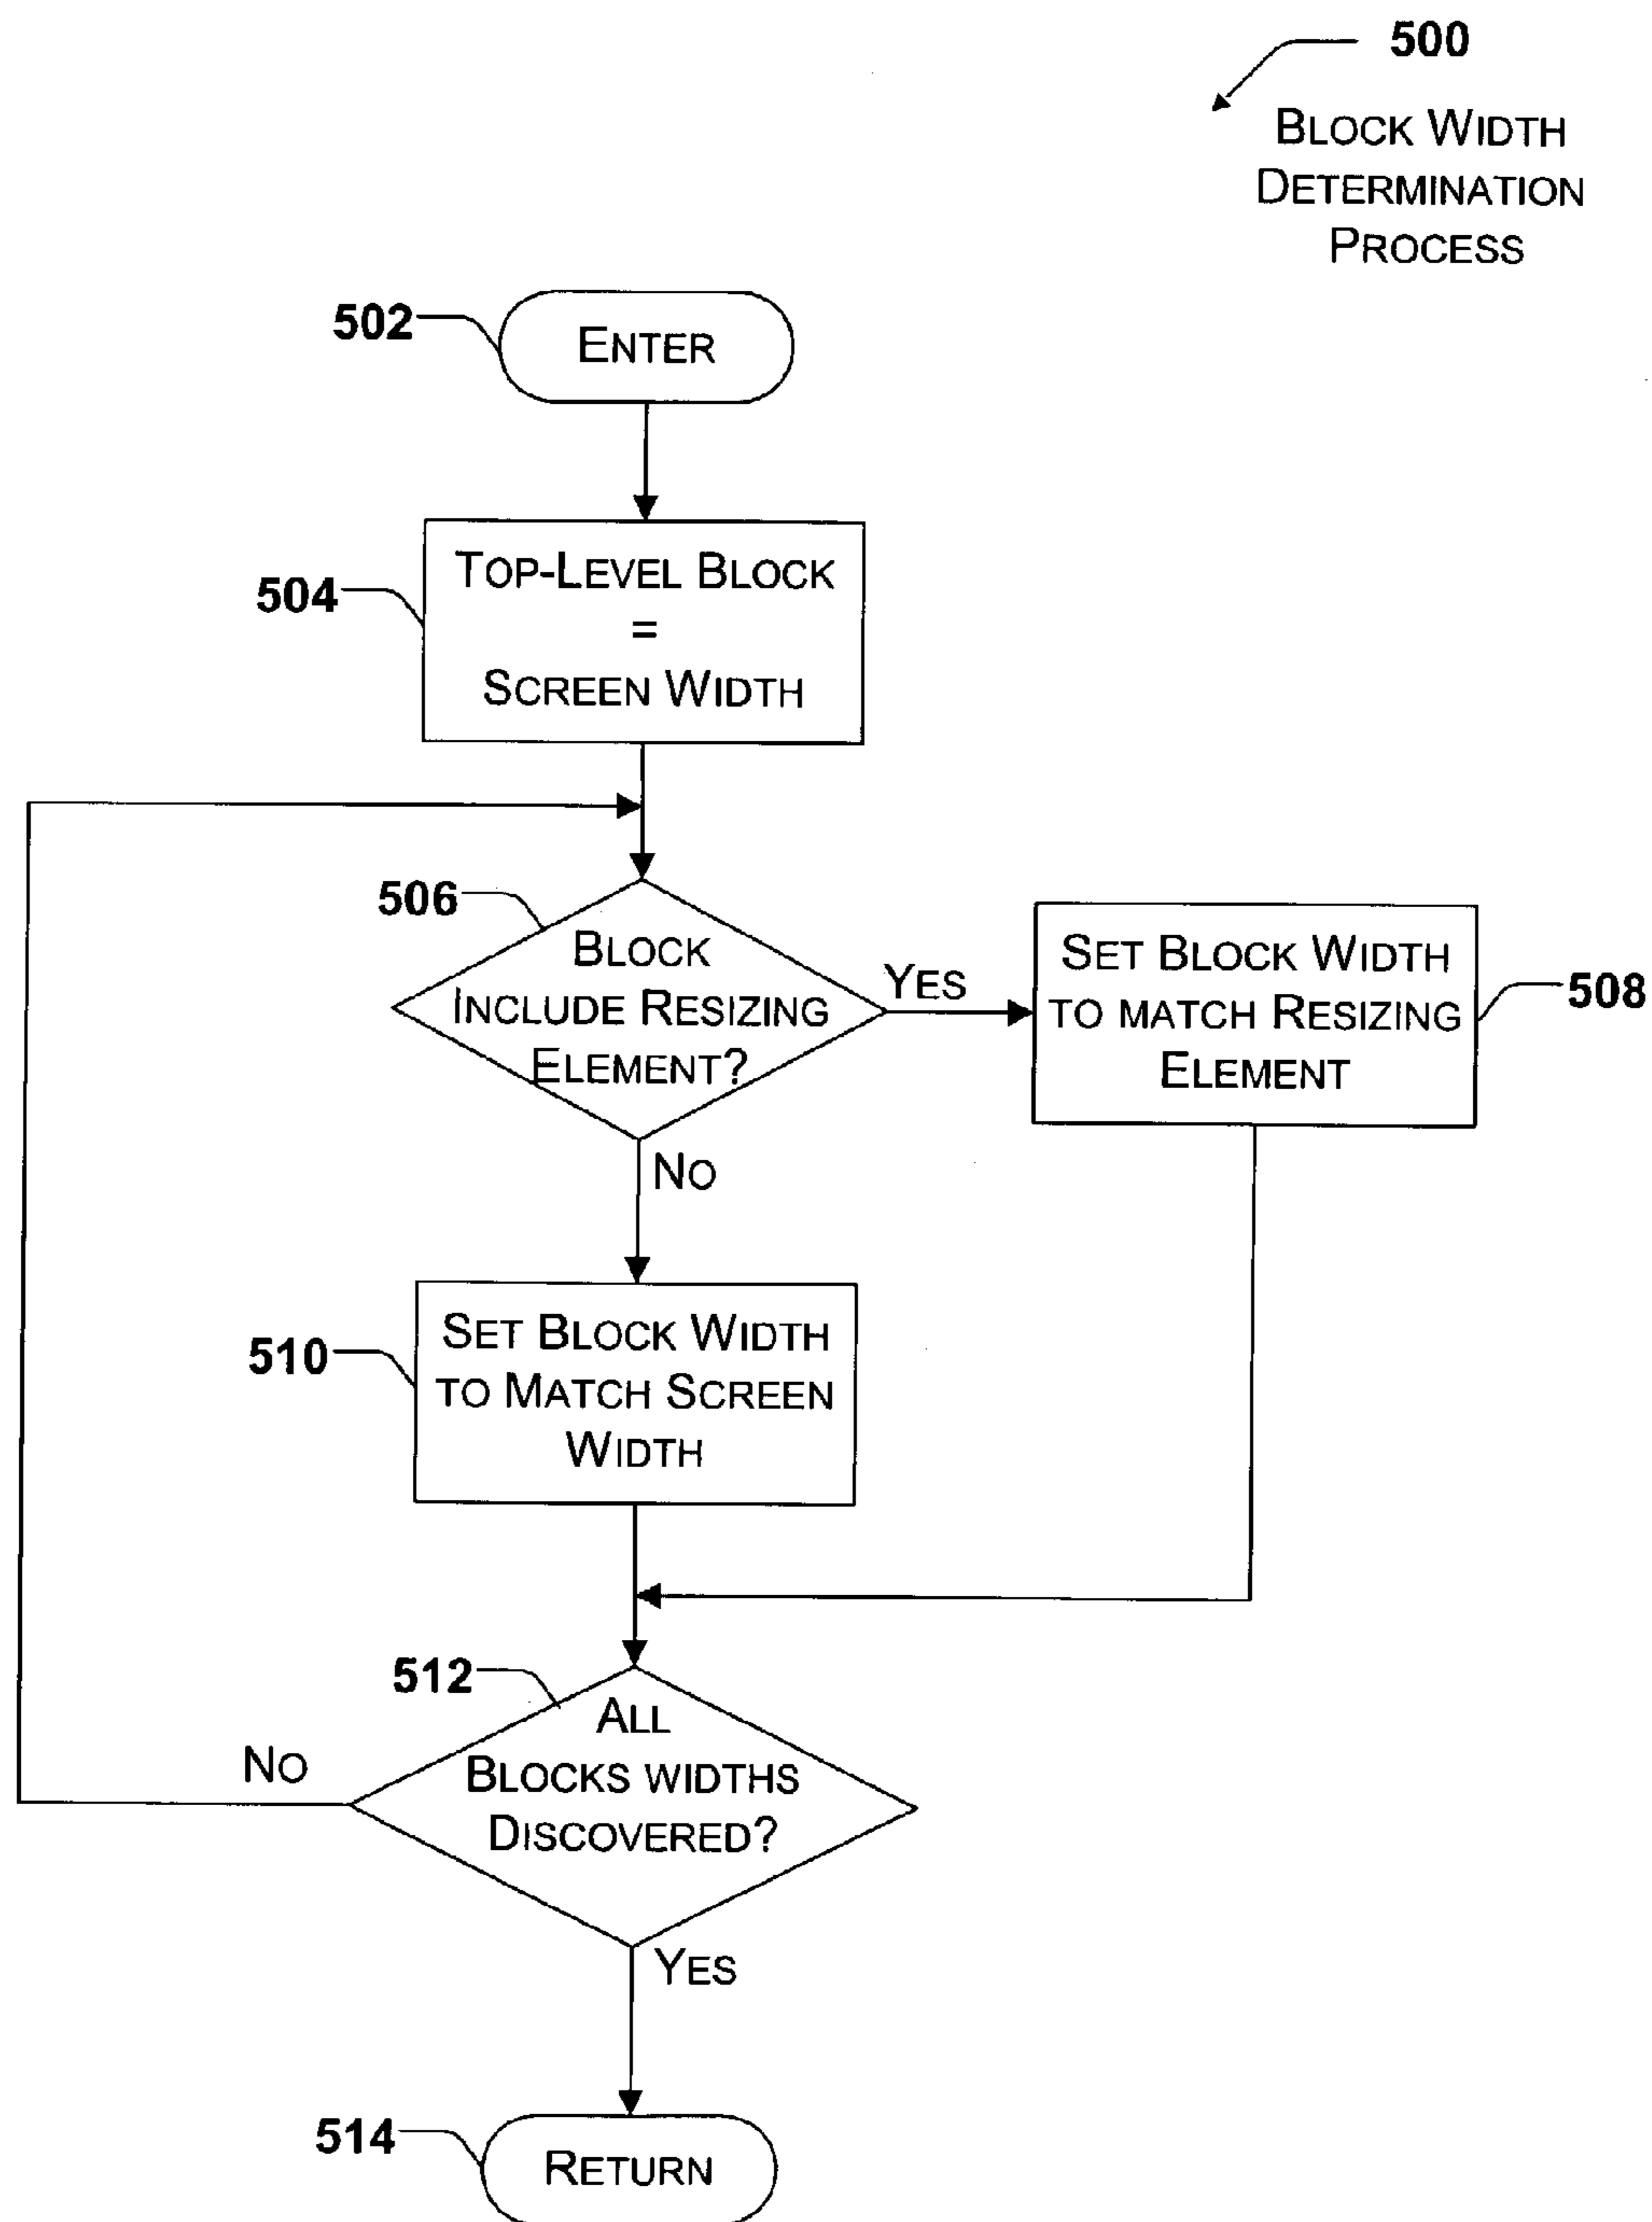 500
BLOCK WIDTH
DETERMINATION
PROCESS
502
ENTER
504
TOP-LEVEL BLOCK
=
SCREEN WIDTH
506
BLOCK
INCLUDE RESIZING
ELEMENT?
YES
SET BLOCK WIDTH
TO MATCH RESIZING
ELEMENT
508
NO
510
SET BLOCK WIDTH
TO MATCH SCREEN
WIDTH
512
ALL
BLOCKS WIDTHS
DISCOVERED?
NO
YES
514
RETURN